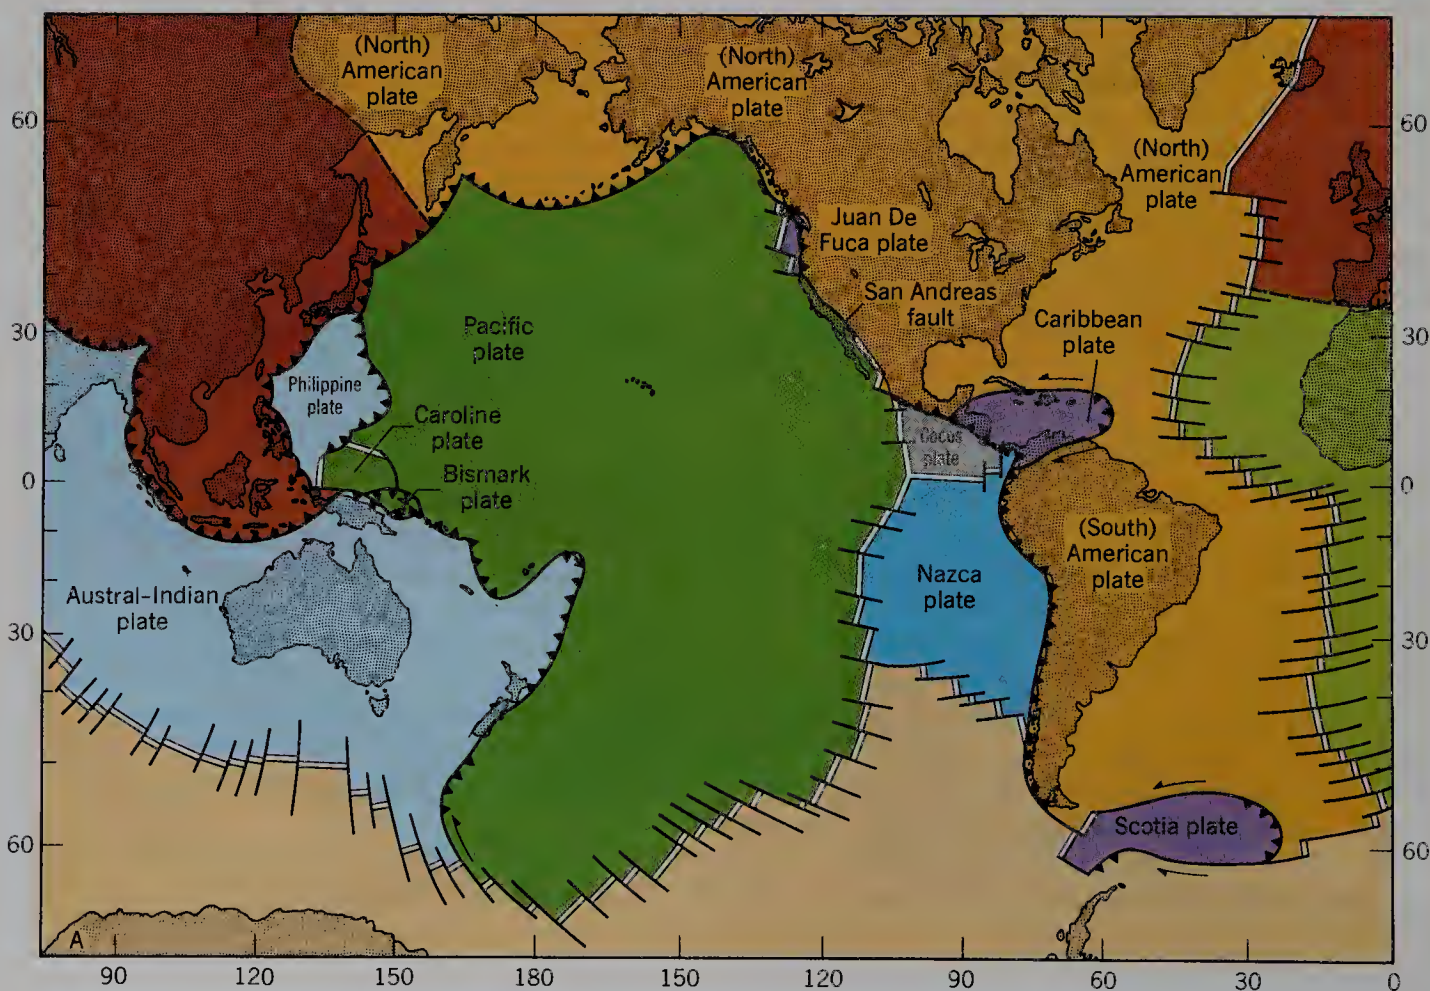 (North)
American
plate
(North)
American
plate
(North)
American
plate
60
60
Juan De
Fuca plate
San Andreas
fault
Caribbean
plate
30
30
Pacific
plate
Philippine
plate
Caroline
plate
Cocus
plate
Bismark
plate
0
0
(South)
American
plate
Nazca
plate
Austral-Indian
plate
30
30
Scotia plate
60
60
A
90
120
150
180
150
120
90
60
30
0